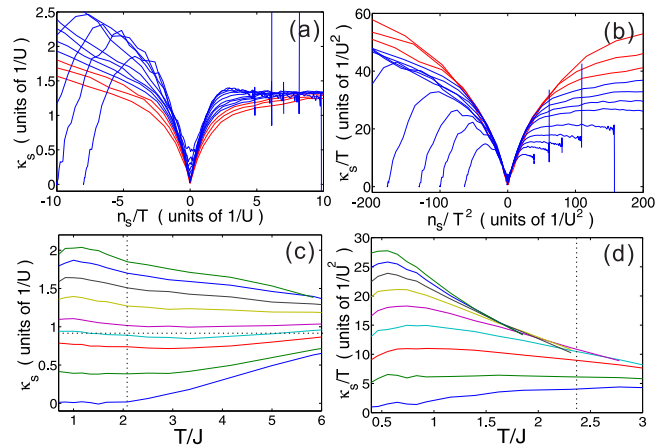 (a)
κs ( units of 1/U)
2.5
2
1.5
1
0.5
0
-10 -5 0 5 10
ns/T ( units of 1/U)
(b)
κs/T ( units of 1/U²)
60
40
20
0
-200 -100 0 100 200
ns/T² ( units of 1/U²)
(c)
κs ( units of 1/U)
2
1.5
1
0.5
0
1 2 3 4 5 6
T/J
(d)
κs/T ( units of 1/U²)
30
25
20
15
10
5
0
0.5 1 1.5 2 2.5 3
T/J